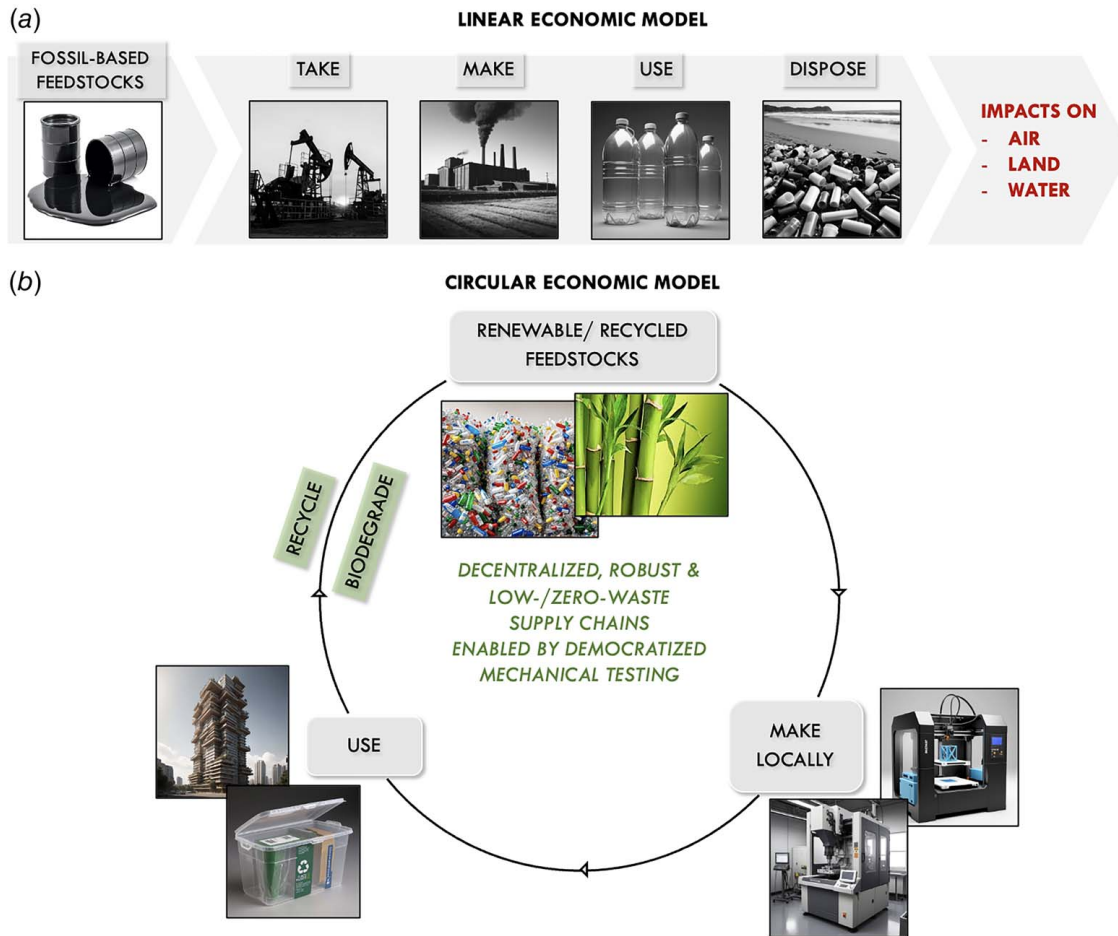 (a)
LINEAR ECONOMIC MODEL
FOSSIL-BASED
FEEDSTOCKS
TAKE
MAKE
USE
DISPOSE
IMPACTS ON
- AIR
- LAND
- WATER
(b)
CIRCULAR ECONOMIC MODEL
RENEWABLE/ RECYCLED
FEEDSTOCKS
RECYCLE
BIODEGRADE
DECENTRALIZED, ROBUST &
LOW-/ZERO-WASTE
SUPPLY CHAINS
ENABLED BY DEMOCRATIZED
MECHANICAL TESTING
USE
MAKE
LOCALLY